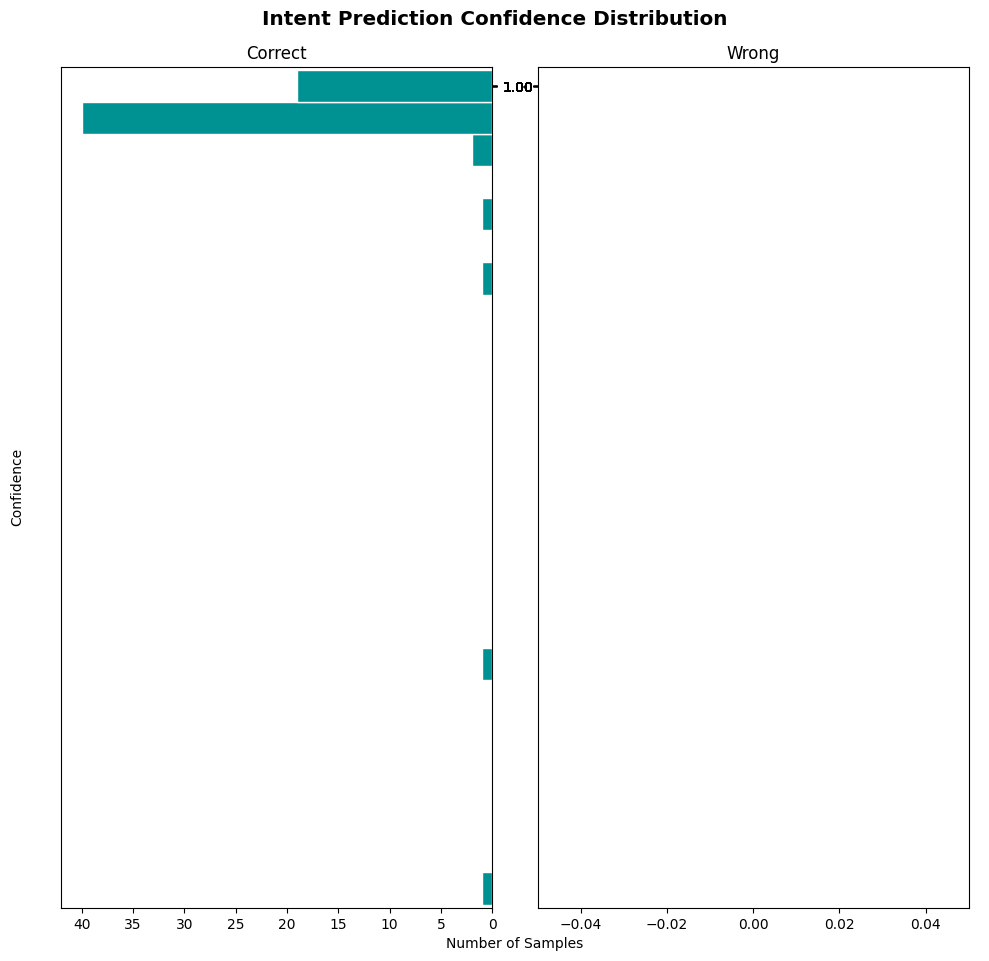 Intent Prediction Confidence Distribution
Correct Wrong
1.00
Confidence
40 35 30 25 20 15 10 5 0 −0.04 −0.02 0.00 0.02 0.04
Number of Samples